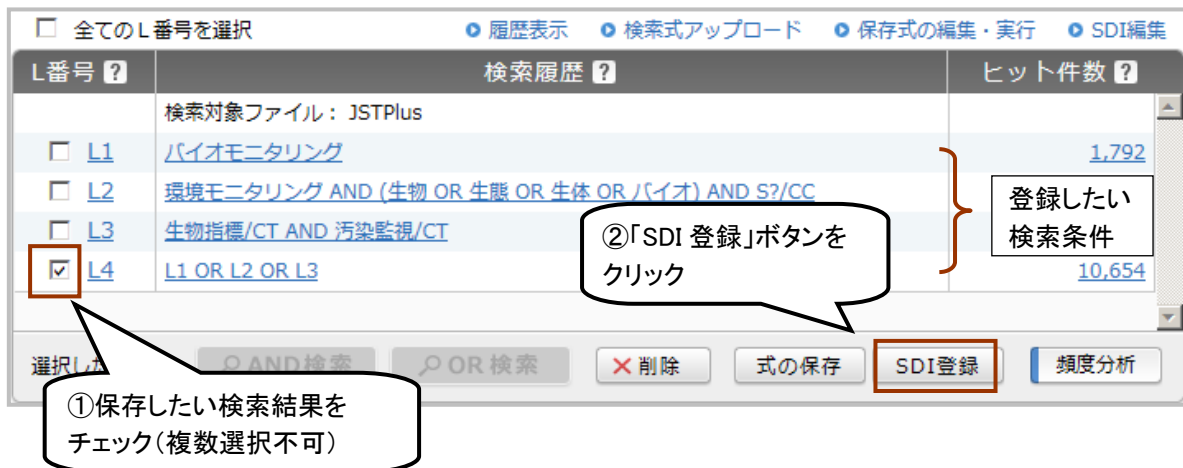 全てのL番号を選択 履歴表示 検索式アップロード 保存式の編集・実行 SDI編集
L番号 ? 検索履歴 ? ヒット件数 ?
検索対象ファイル： JSTPlus
L1 バイオモニタリング 1,792
L2 環境モニタリング AND (生物 OR 生態 OR 生体 OR バイオ) AND S?/CC
登録したい
検索条件
L3 生物指標/CT AND 汚染監視/CT
②「SDI 登録」ボタンを
クリック
L4 L1 OR L2 OR L3 10,654
選択した AND検索 OR検索 削除 式の保存 SDI登録 頻度分析
①保存したい検索結果を
チェック（複数選択不可）